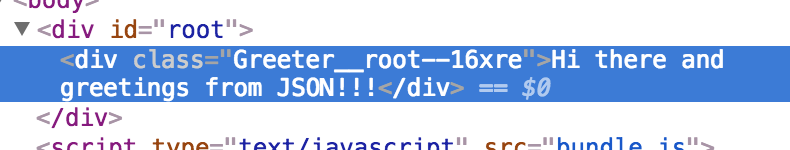 <body>
▼<div id="root">
<div class="Greeter__root--16xre">Hi there and
greetings from JSON!!!</div> == $0
</div>
<script type="text/javascript" src="bundle.js">